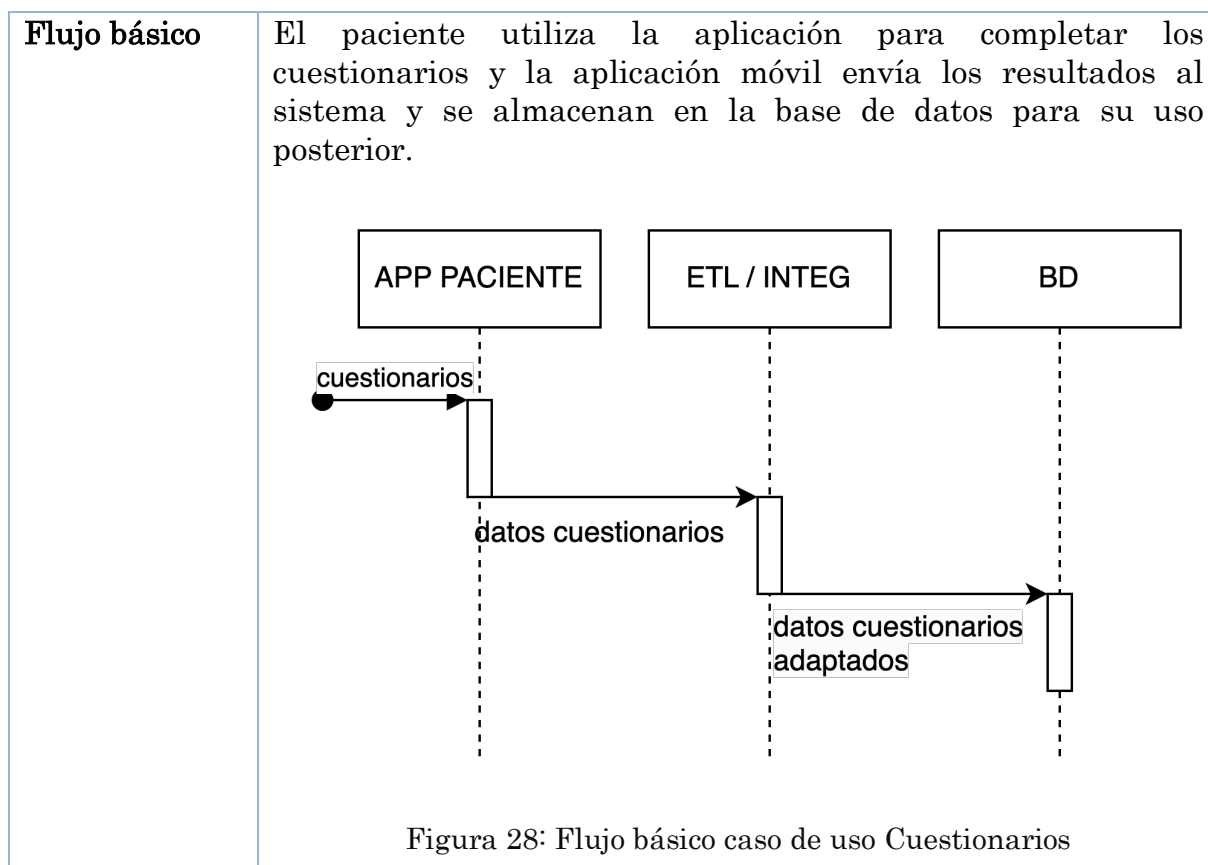 Flujo básico
El paciente utiliza la aplicación para completar los
cuestionarios y la aplicación móvil envía los resultados al
sistema y se almacenan en la base de datos para su uso
posterior.
APP PACIENTE
ETL / INTEG
BD
cuestionarios
datos cuestionarios
datos cuestionarios
adaptados
Figura 28: Flujo básico caso de uso Cuestionarios